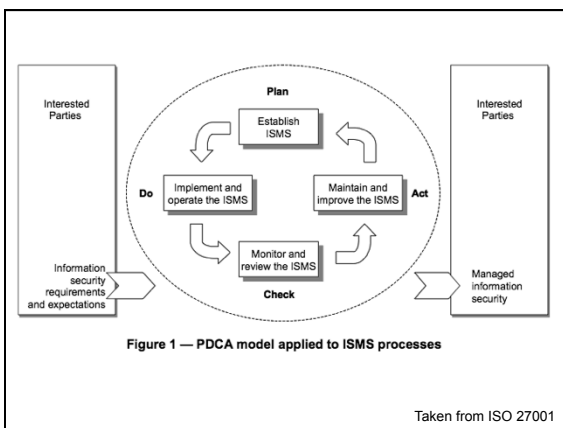 Interested
Parties
Plan
Establish
ISMS
Interested
Parties
Do
Implement and
operate the ISMS
Maintain and
improve the ISMS
Act
Monitor and
review the ISMS
Check
Information
security
requirements
and expectations
Managed
information
security
Figure 1 — PDCA model applied to ISMS processes
Taken from ISO 27001